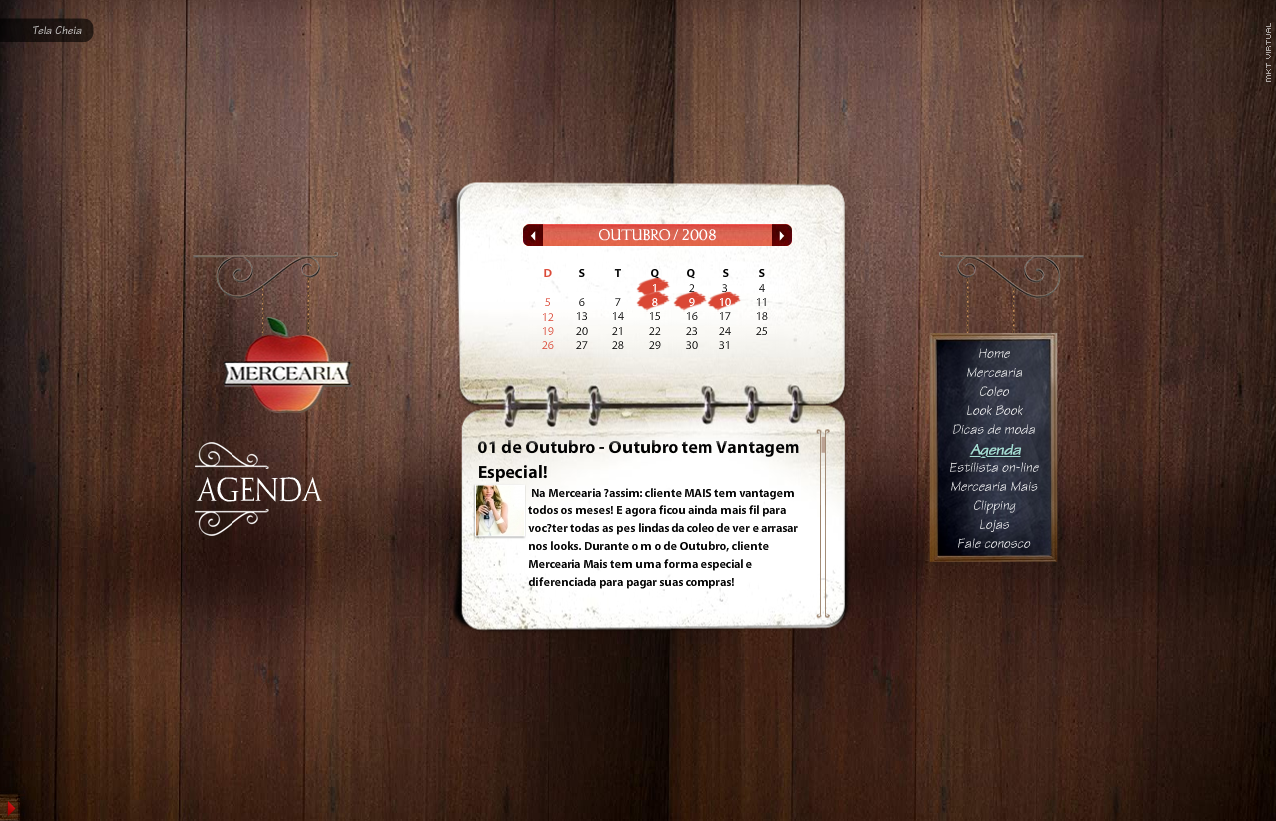 Tela Cheia
MKT VIRTUAL
OUTUBRO / 2008
D S T Q Q S S
1 2 3 4
5 6 7 8 9 10 11
12 13 14 15 16 17 18
19 20 21 22 23 24 25
26 27 28 29 30 31
MERCEARIA
AGENDA
01 de Outubro - Outubro tem Vantagem
Especial!
Na Mercearia ?assim: cliente MAIS tem vantagem
todos os meses! E agora ficou ainda mais fil para
voc?ter todas as pes lindas da coleo de ver e arrasar
nos looks. Durante o m o de Outubro, cliente
Mercearia Mais tem uma forma especial e
diferenciada para pagar suas compras!
Home
Mercearia
Coleo
Look Book
Dicas de moda
Agenda
Estilista on-line
Mercearia Mais
Clipping
Lojas
Fale conosco